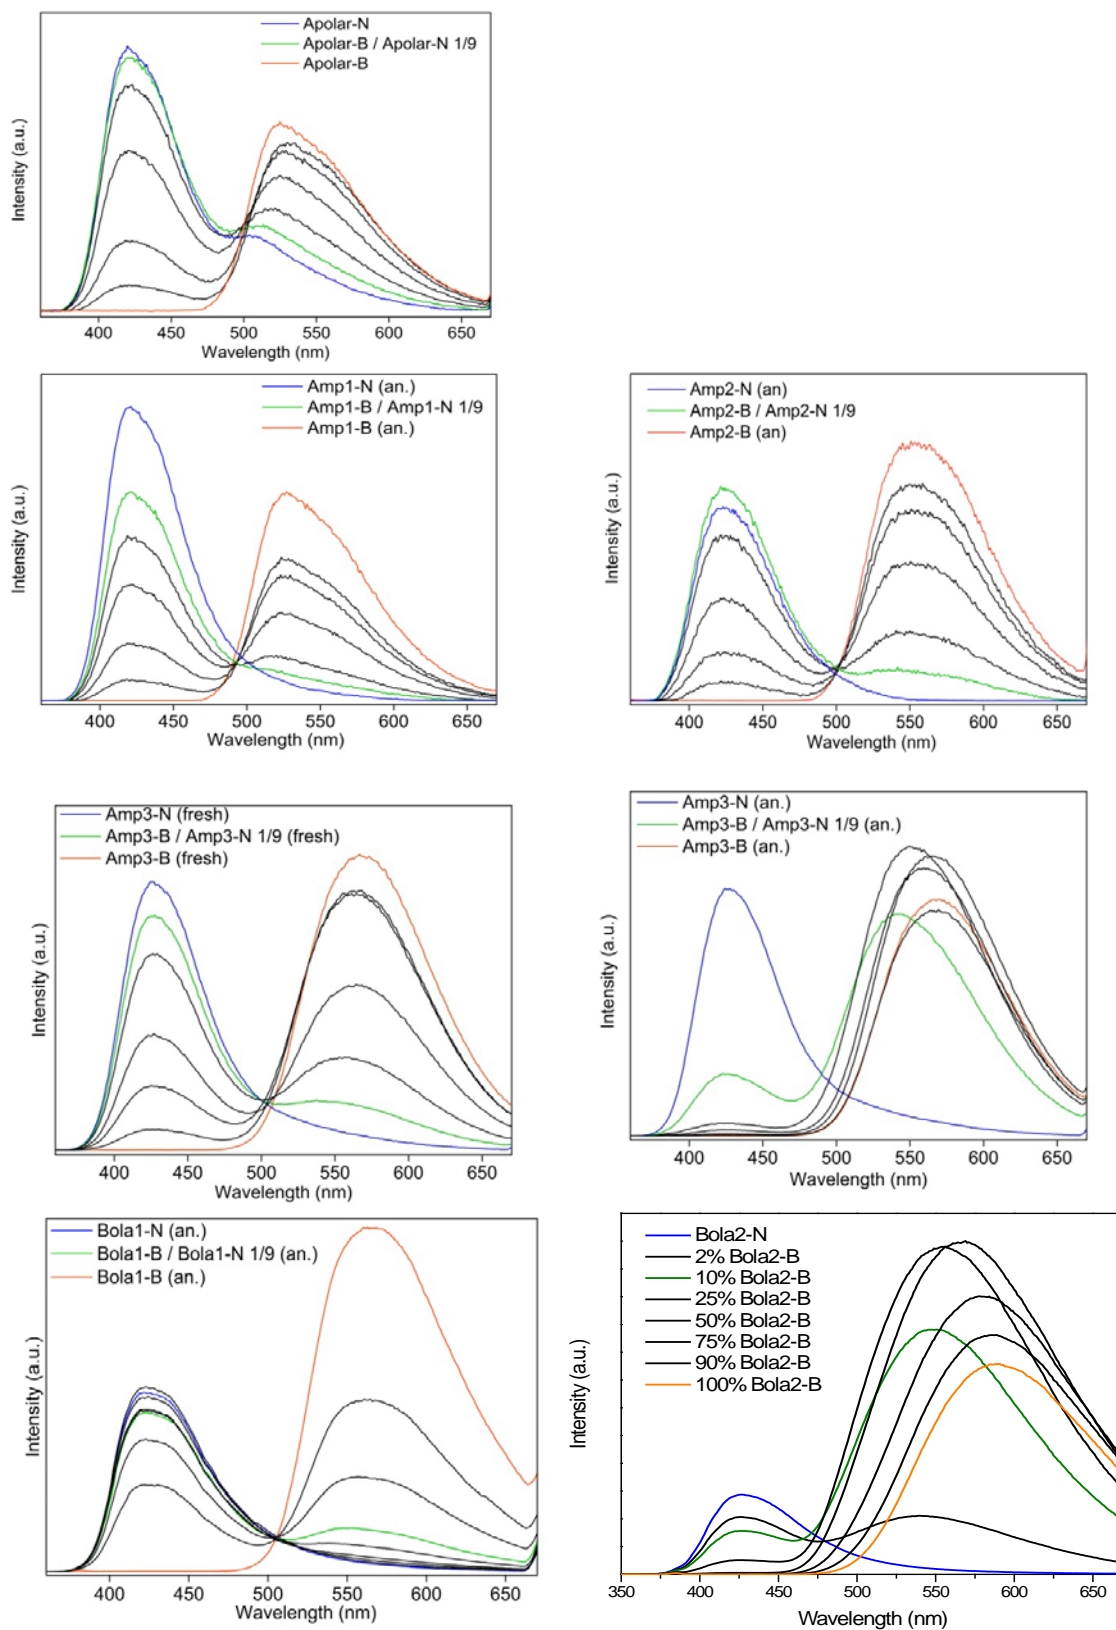 Apolar-N
Apolar-B / Apolar-N 1/9
Apolar-B
Intensity (a.u.)
400 450 500 550 600 650
Wavelength (nm)
Amp1-N (an.)
Amp1-B / Amp1-N 1/9
Amp1-B (an.)
Intensity (a.u.)
400 450 500 550 600 650
Wavelength (nm)
Amp2-N (an)
Amp2-B / Amp2-N 1/9
Amp2-B (an)
Intensity (a.u.)
400 450 500 550 600 650
Wavelength (nm)
Amp3-N (fresh)
Amp3-B / Amp3-N 1/9 (fresh)
Amp3-B (fresh)
Intensity (a.u.)
400 450 500 550 600 650
Wavelength (nm)
Amp3-N (an.)
Amp3-B / Amp3-N 1/9 (an.)
Amp3-B (an.)
Intensity (a.u.)
400 450 500 550 600 650
Wavelength (nm)
Bola1-N (an.)
Bola1-B / Bola1-N 1/9 (an.)
Bola1-B (an.)
Intensity (a.u.)
400 450 500 550 600 650
Wavelength (nm)
Bola2-N
2% Bola2-B
10% Bola2-B
25% Bola2-B
50% Bola2-B
75% Bola2-B
90% Bola2-B
100% Bola2-B
Intensity (a.u.)
350 400 450 500 550 600 650
Wavelength (nm)